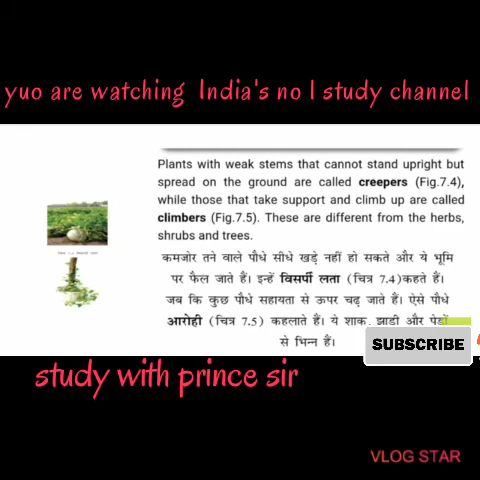 yuo are watching India's no 1 study channel
Plants with weak stems that cannot stand upright but
spread on the ground are called creepers (Fig.7.4),
while those that take support and climb up are called
climbers (Fig.7.5). These are different from the herbs,
shrubs and trees.
कमजोर तने वाले पौधे सीधे खड़े नहीं हो सकते और ये भूमि
पर फैल जाते हैं। इन्हें विसर्पी लता (चित्र 7.4)कहते हैं।
जब कि कुछ पौधे सहायता से ऊपर चढ़ जाते हैं। ऐसे पौधे
आरोही (चित्र 7.5) कहलाते हैं। ये शाक, झाडी और पेड़ों
से भिन्न हैं।
SUBSCRIBE
study with prince sir
VLOG STAR